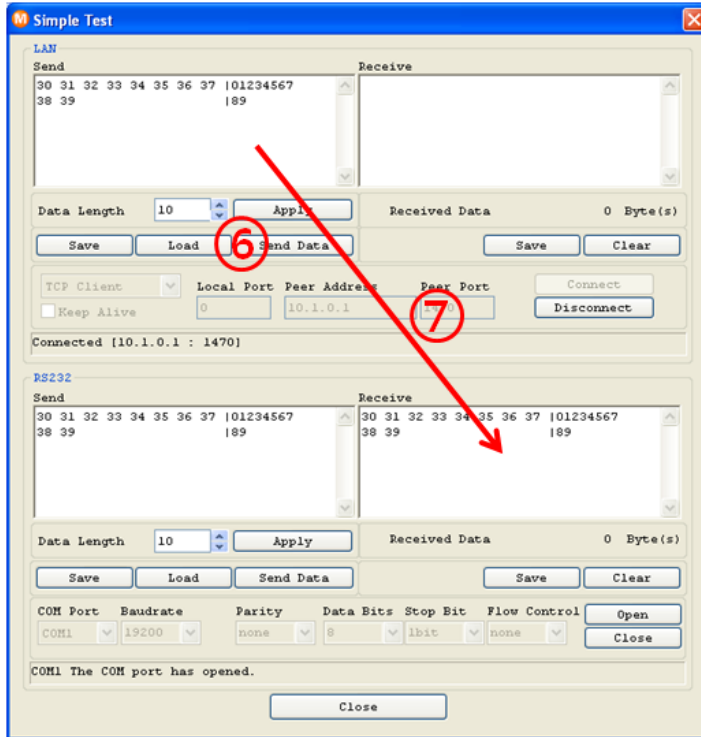 M Simple Test
LAN
Send Receive
30 31 32 33 34 35 36 37 |01234567
38 39 |89
Data Length 10 Apply Received Data 0 Byte(s)
⑥
Save Load Send Data Save Clear
TCP Client Local Port Peer Address Peer Port Connect
⑦
Keep Alive 0 10.1.0.1 1470 Disconnect
Connected [10.1.0.1 : 1470]
RS232
Send Receive
30 31 32 33 34 35 36 37 |01234567 30 31 32 33 34 35 36 37 |01234567
38 39 |89 38 39 |89
Data Length 10 Apply Received Data 0 Byte(s)
Save Load Send Data Save Clear
COM Port Baudrate Parity Data Bits Stop Bit Flow Control Open
COM1 19200 none 8 1bit none Close
COM1 The COM port has opened.
Close